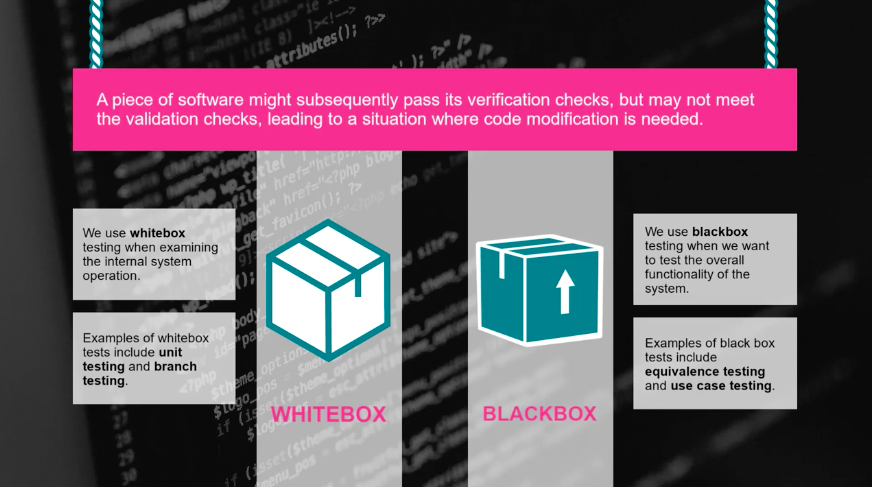 A piece of software might subsequently pass its verification checks, but may not meet
the validation checks, leading to a situation where code modification is needed.
We use whitebox
testing when examining
the internal system
operation.
Examples of whitebox
tests include unit
testing and branch
testing.
WHITEBOX
BLACKBOX
We use blackbox
testing when we want
to test the overall
functionality of the
system.
Examples of black box
tests include
equivalence testing
and use case testing.